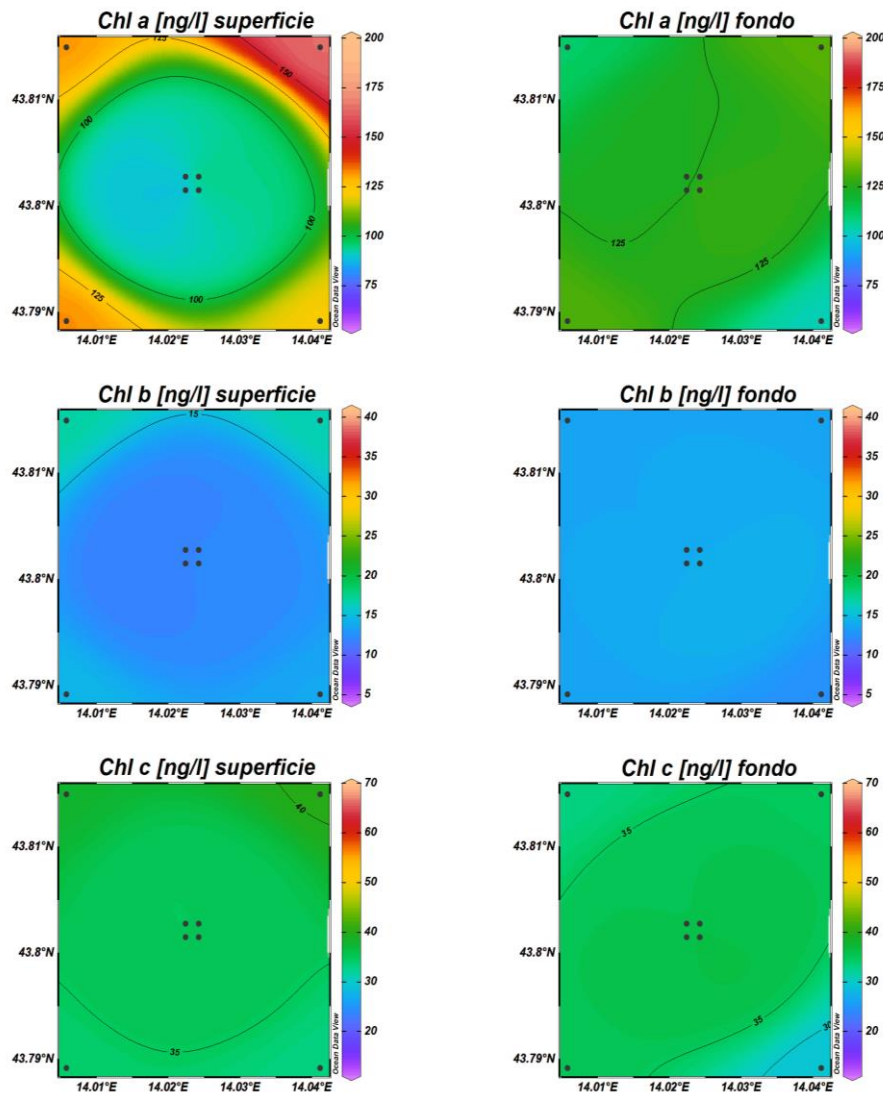 Chl a [ng/l] superficie
125
150
100
100
100
125
43.81°N
43.8°N
43.79°N
14.01°E 14.02°E 14.03°E 14.04°E
200
175
150
125
100
75
Ocean Data View
Chl a [ng/l] fondo
125
125
43.81°N
43.8°N
43.79°N
14.01°E 14.02°E 14.03°E 14.04°E
200
175
150
125
100
75
Ocean Data View
Chl b [ng/l] superficie
15
43.81°N
43.8°N
43.79°N
14.01°E 14.02°E 14.03°E 14.04°E
40
35
30
25
20
15
10
5
Ocean Data View
Chl b [ng/l] fondo
43.81°N
43.8°N
43.79°N
14.01°E 14.02°E 14.03°E 14.04°E
40
35
30
25
20
15
10
5
Ocean Data View
Chl c [ng/l] superficie
40
35
43.81°N
43.8°N
43.79°N
14.01°E 14.02°E 14.03°E 14.04°E
70
60
50
40
30
20
Ocean Data View
Chl c [ng/l] fondo
35
35
30
43.81°N
43.8°N
43.79°N
14.01°E 14.02°E 14.03°E 14.04°E
70
60
50
40
30
20
Ocean Data View